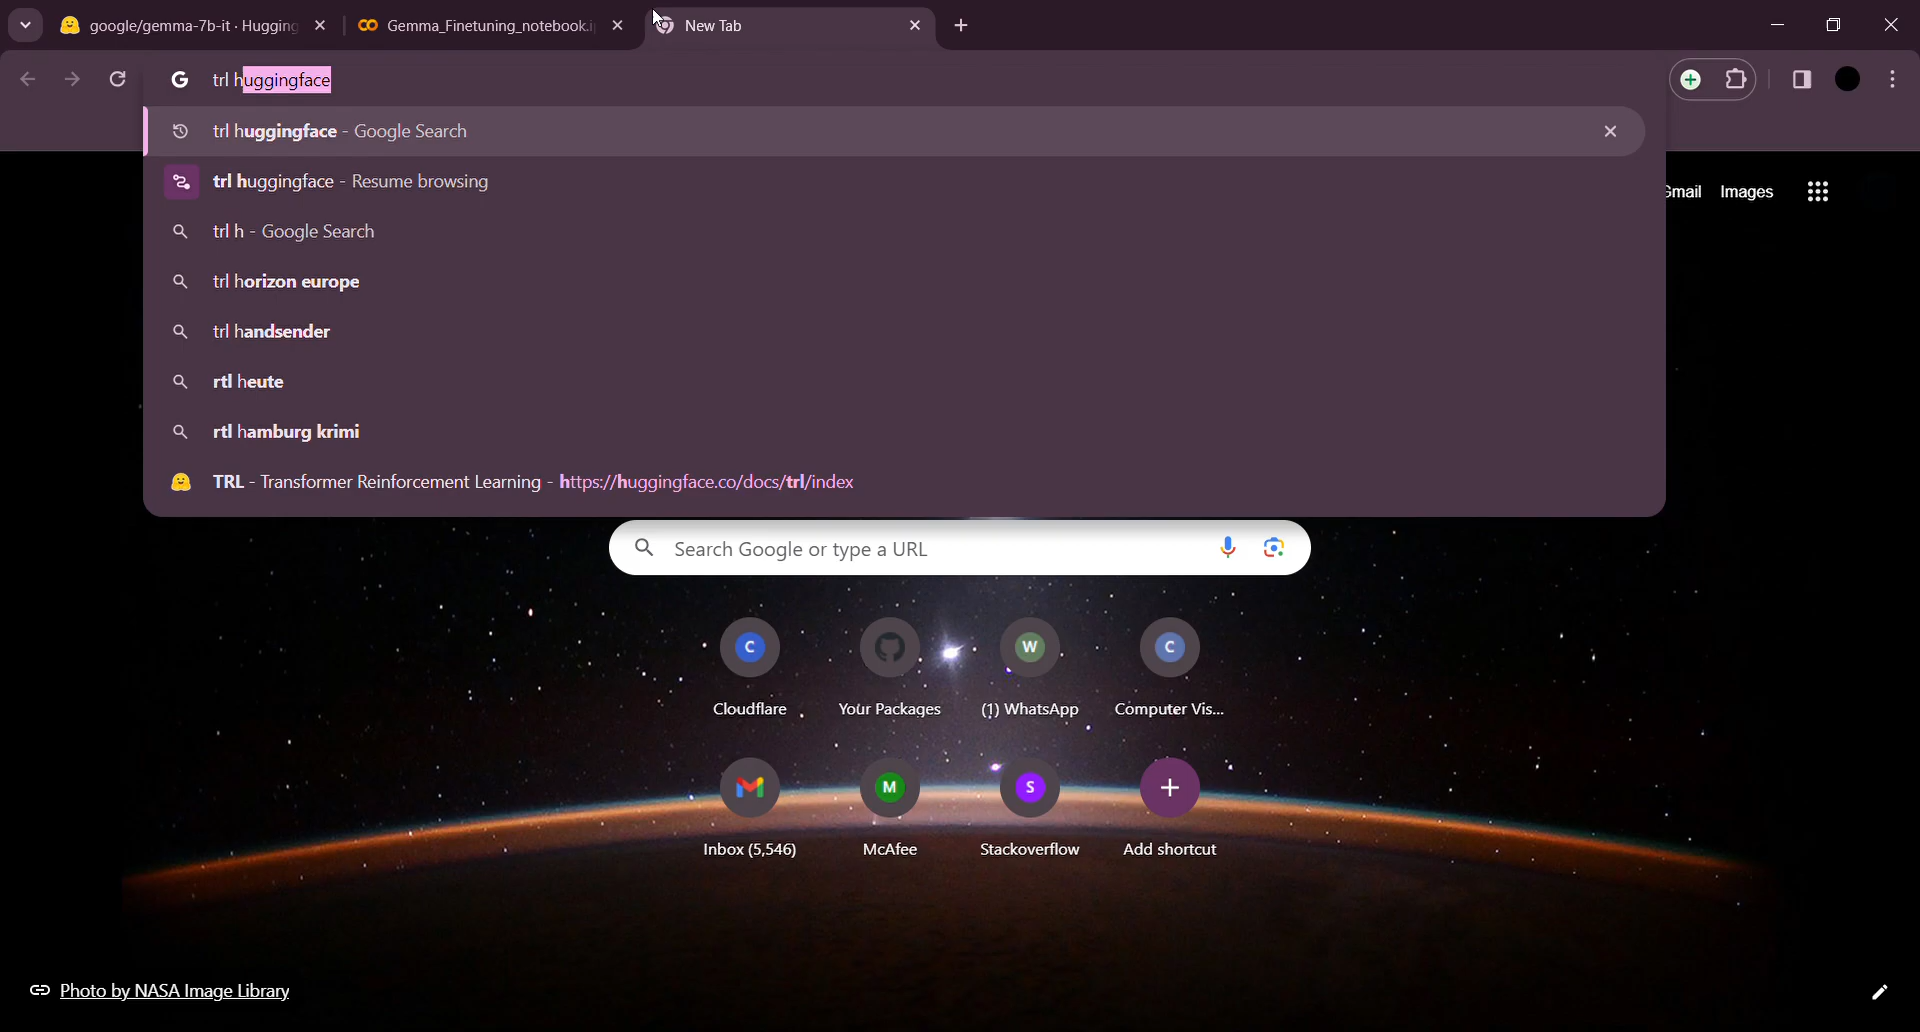 google/gemma-7b-it · Hugging
Gemma_Finetuning_notebook.i
New Tab
trl huggingface
trl huggingface - Google Search
trl huggingface - Resume browsing
trl h - Google Search
trl horizon europe
trl handsender
rtl heute
rtl hamburg krimi
TRL - Transformer Reinforcement Learning - https://huggingface.co/docs/trl/index
Gmail Images
Search Google or type a URL
C W C
Cloudflare Your Packages (1) WhatsApp Computer Vis...
M S
Inbox (5,546) McAfee Stackoverflow Add shortcut
Photo by NASA Image Library